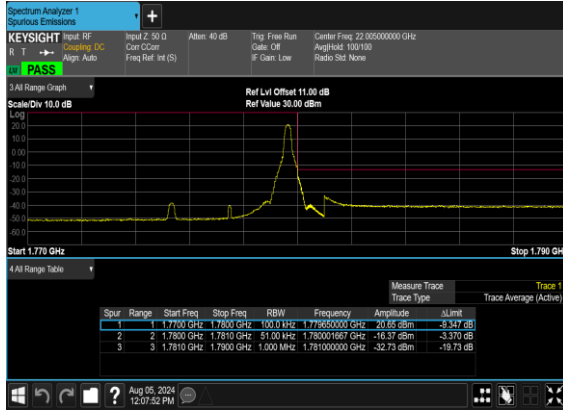 Spectrum Analyzer 1
Spurious Emissions
+
KEYSIGHT Input: RF Input Z: 50 Ω Atten: 40 dB Trig: Free Run Center Freq: 22.005000000 GHz
R T Coupling: DC Corr CCorr Gate: Off Avg|Hold: 100/100
Align: Auto Freq Ref: Int (S) IF Gain: Low Radio Std: None
PASS
3 All Range Graph
Ref Lvl Offset 11.00 dB
Scale/Div 10.0 dB Ref Value 30.00 dBm
Log
20.0
10.0
0.00
-10.0
-20.0
-30.0
-40.0
-50.0
-60.0
Start 1.770 GHz Stop 1.790 GH
4 All Range Table
Measure Trace Trace 1
Trace Type Trace Average (Active)
Spur Range Start Freq Stop Freq RBW Frequency Amplitude ΔLimit
1 1 1.7700 GHz 1.7800 GHz 100.0 kHz 1.779650000 GHz 20.65 dBm -9.347 dB
2 2 1.7800 GHz 1.7810 GHz 51.00 kHz 1.780001667 GHz -16.37 dBm -3.370 dB
3 3 1.7810 GHz 1.7900 GHz 1.000 MHz 1.781000000 GHz -32.73 dBm -19.73 dB
? Aug 05, 2024
12:07:52 PM